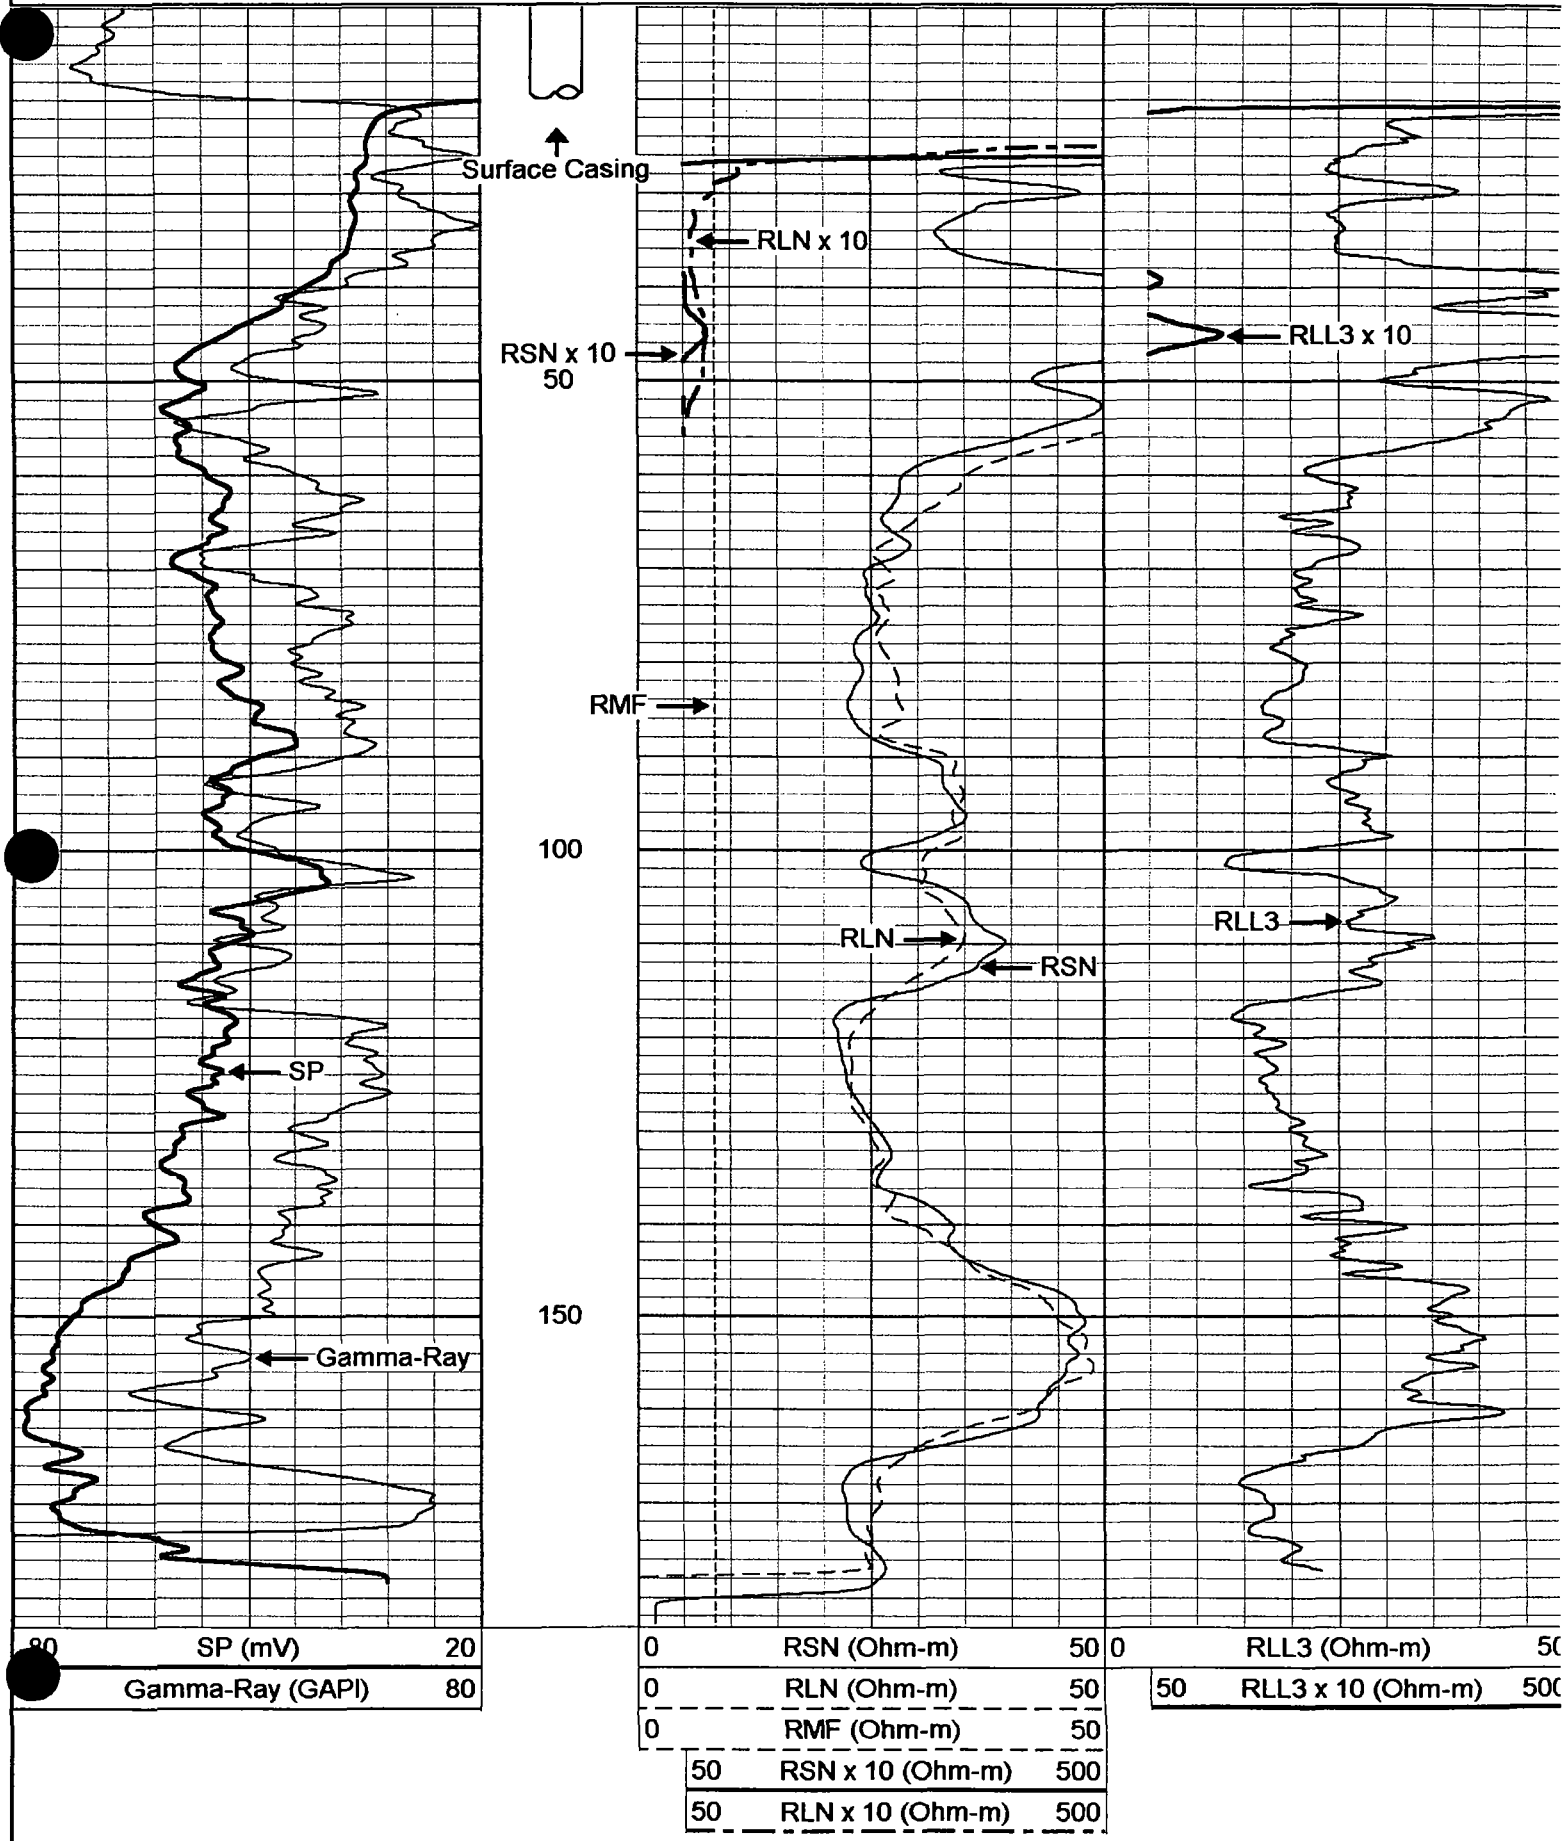 Surface Casing
RLN x 10
RSN x 10
RLL3 x 10
50
RMF
100
RLL3
RLN
RSN
SP
150
Gamma-Ray
80 SP (mV) 20 0 RSN (Ohm-m) 50 0 RLL3 (Ohm-m) 50
Gamma-Ray (GAPI) 80 0 RLN (Ohm-m) 50 50 RLL3 x 10 (Ohm-m) 500
0 RMF (Ohm-m) 50
50 RSN x 10 (Ohm-m) 500
50 RLN x 10 (Ohm-m) 500